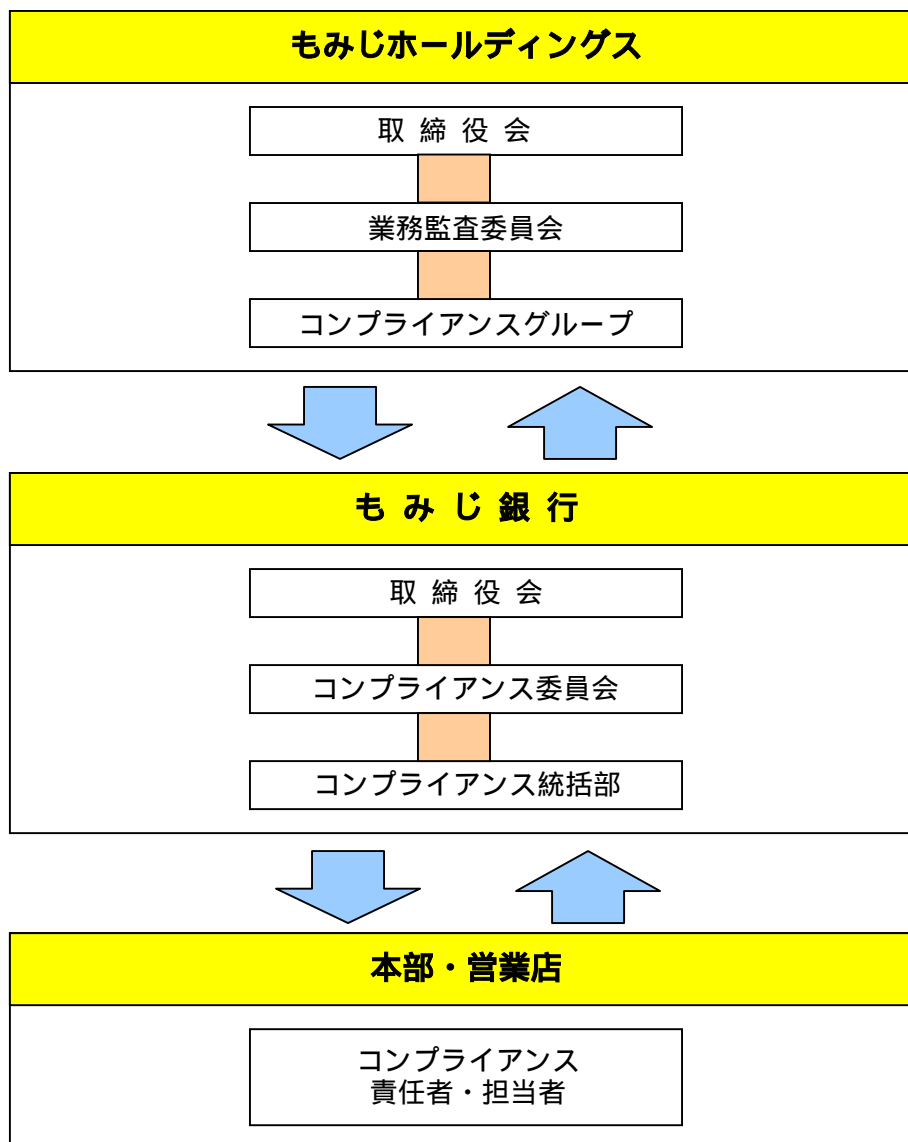 もみじホールディングス
取 締 役 会
業務監査委員会
コンプライアンスグループ
も み じ 銀 行
取 締 役 会
コンプライアンス委員会
コンプライアンス統括部
本部・営業店
コンプライアンス
責任者・担当者